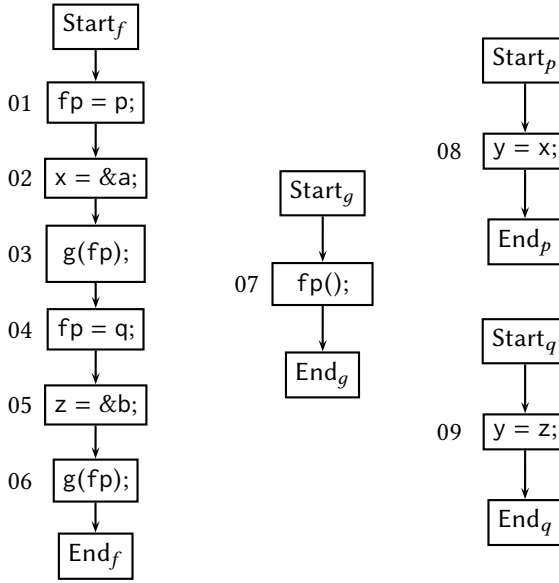 Start_f
01 fp = p;
02 x = &a;
03 g(fp);
04 fp = q;
05 z = &b;
06 g(fp);
End_f
Start_g
07 fp();
End_g
Start_p
08 y = x;
End_p
Start_q
09 y = z;
End_q